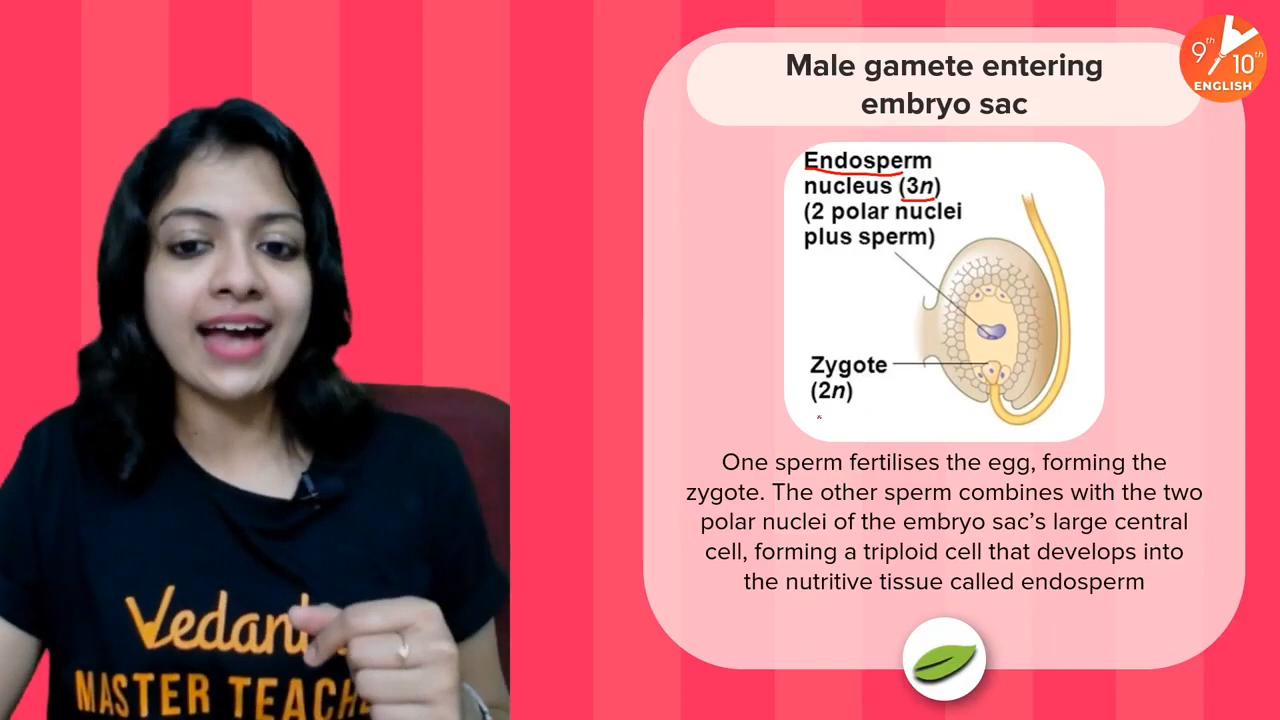 Male gamete entering
embryo sac
9th
10th
ENGLISH
Endosperm
nucleus (3n)
(2 polar nuclei
plus sperm)
Zygote
(2n)
One sperm fertilises the egg, forming the
zygote. The other sperm combines with the two
polar nuclei of the embryo sac’s large central
cell, forming a triploid cell that develops into
the nutritive tissue called endosperm
MASTER